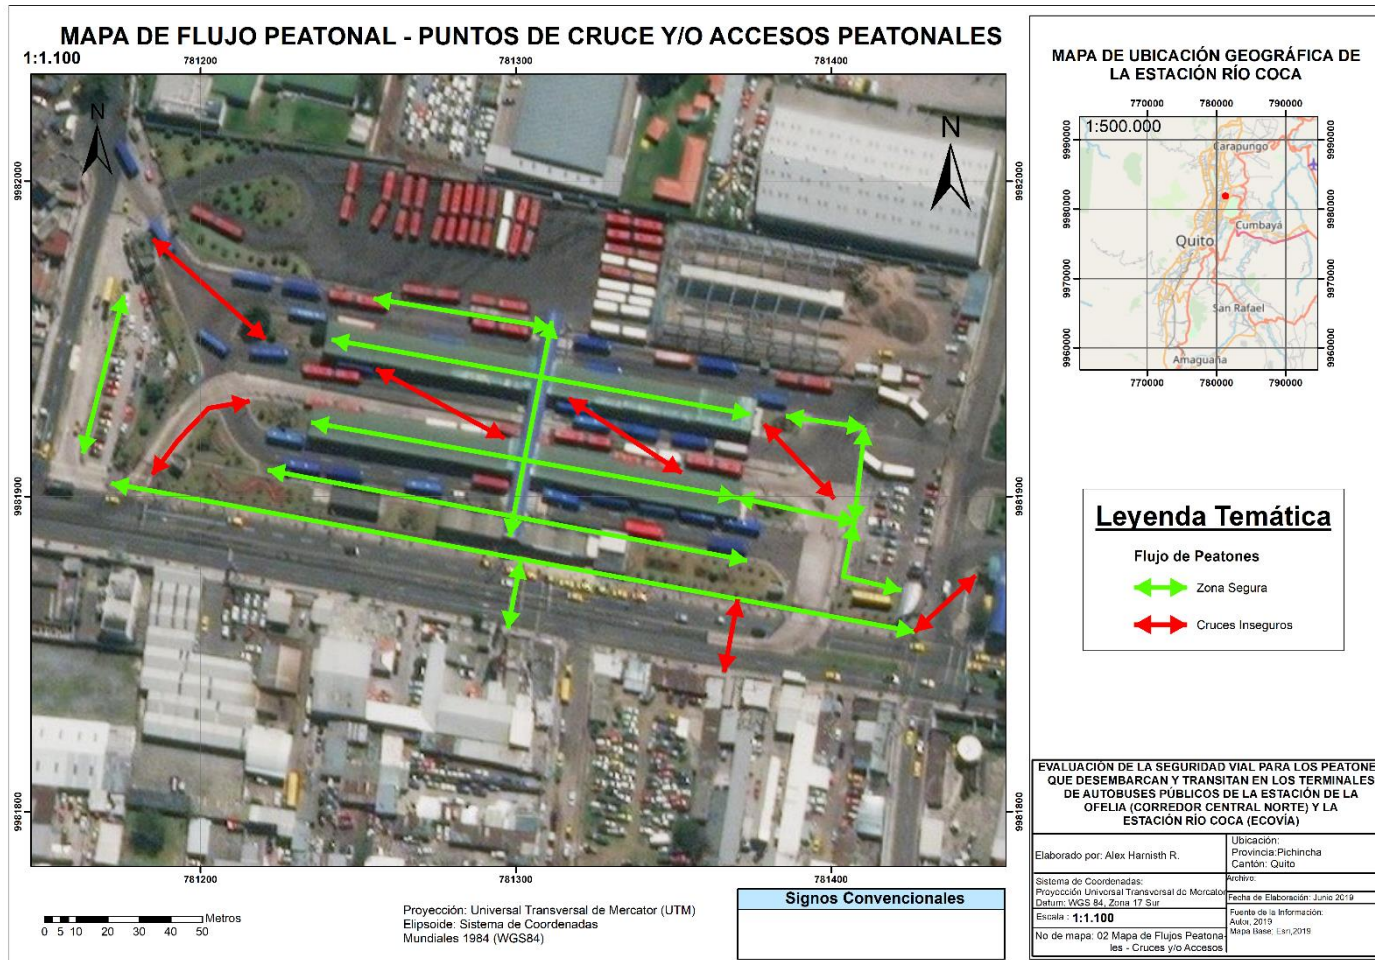 MAPA DE FLUJO PEATONAL - PUNTOS DE CRUCE Y/O ACCESOS PEATONALES
1:1.100
781200
781300
781400
N
N
9982000
9982000
9981900
9981900
9981800
9981800
781200
781300
781400
Metros
0 5 10 20 30 40 50
Proyección: Universal Transversal de Mercator (UTM)
Elipsoide: Sistema de Coordenadas
Mundiales 1984 (WGS84)
Signos Convencionales
MAPA DE UBICACIÓN GEOGRÁFICA DE
LA ESTACIÓN RÍO COCA
770000
780000
790000
1:500.000
9990000
9990000
9980000
9980000
9970000
9970000
9960000
9960000
Carapungo
Cumbayá
Quito
San Rafael
Amaguaña
770000
780000
790000
Leyenda Temática
Flujo de Peatones
Zona Segura
Cruces Inseguros
EVALUACIÓN DE LA SEGURIDAD VIAL PARA LOS PEATONE
QUE DESEMBARCAN Y TRANSITAN EN LOS TERMINALES
DE AUTOBUSES PÚBLICOS DE LA ESTACIÓN DE LA
OFELIA (CORREDOR CENTRAL NORTE) Y LA
ESTACIÓN RÍO COCA (ECOVÍA)
Elaborado por: Alex Harnisth R.
Ubicación:
Provincia:Pichincha
Cantón: Quito
Sistema de Coordenadas:
Proyección Universal Transversal de Mercator
Datum: WGS 84, Zona 17 Sur
Archivo:
Fecha de Elaboración: Junio 2019
Escala : 1:1.100
Fuente de la Información:
Autor, 2019
Mapa Base: Esri,2019
No de mapa: 02 Mapa de Flujos Peatona-
les - Cruces y/o Accesos